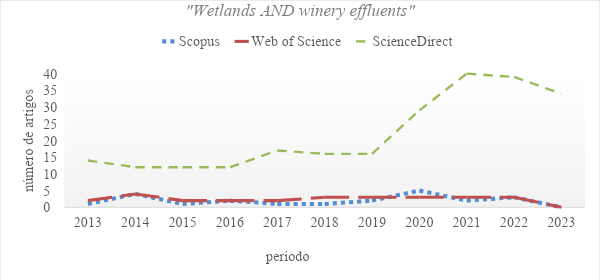 "Wetlands AND winery effluents"
Scopus Web of Science ScienceDirect
número de artigos
40
35
30
25
20
15
10
5
0
2013 2014 2015 2016 2017 2018 2019 2020 2021 2022 2023
período